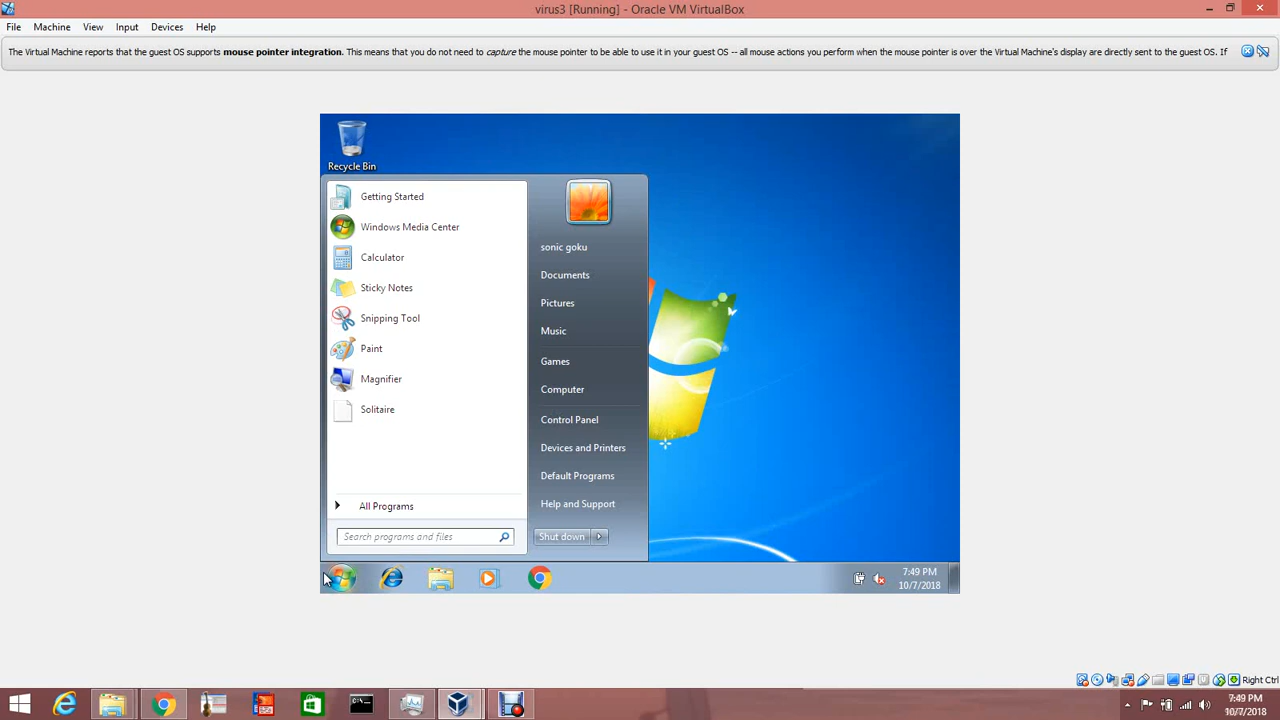 virus3 [Running] - Oracle VM VirtualBox
File Machine View Input Devices Help
The Virtual Machine reports that the guest OS supports mouse pointer integration. This means that you do not need to capture the mouse pointer to be able to use it in your guest OS -- all mouse actions you perform when the mouse pointer is over the Virtual Machine's display are directly sent to the guest OS. If
Recycle Bin
Getting Started
Windows Media Center
Calculator
Sticky Notes
Snipping Tool
Paint
Magnifier
Solitaire
All Programs
Search programs and files
sonic goku
Documents
Pictures
Music
Games
Computer
Control Panel
Devices and Printers
Default Programs
Help and Support
Shut down
7:49 PM
10/7/2018
Right Ctrl
7:49 PM
10/7/2018